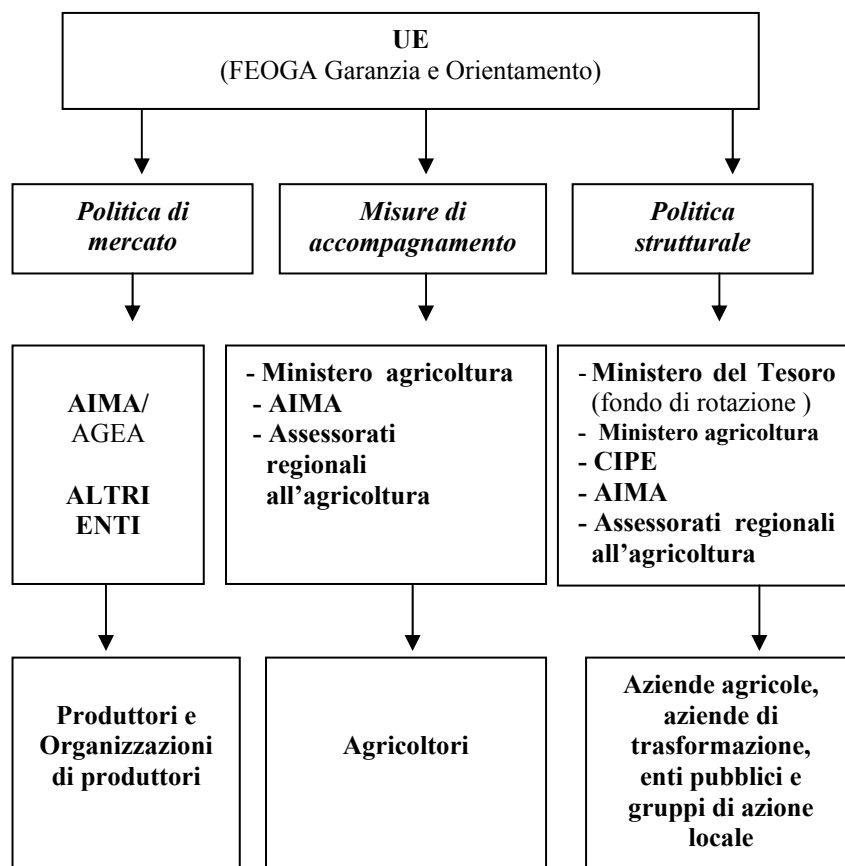 UE
(FEOGA Garanzia e Orientamento)
Politica di
mercato
Misure di
accompagnamento
Politica
strutturale
AIMA/
AGEA
ALTRI
ENTI
- Ministero agricoltura
- AIMA
- Assessorati
regionali
all’agricoltura
- Ministero del Tesoro
(fondo di rotazione )
- Ministero agricoltura
- CIPE
- AIMA
- Assessorati regionali
all’agricoltura
Produttori e
Organizzazioni
di produttori
Agricoltori
Aziende agricole,
aziende di
trasformazione,
enti pubblici e
gruppi di azione
locale